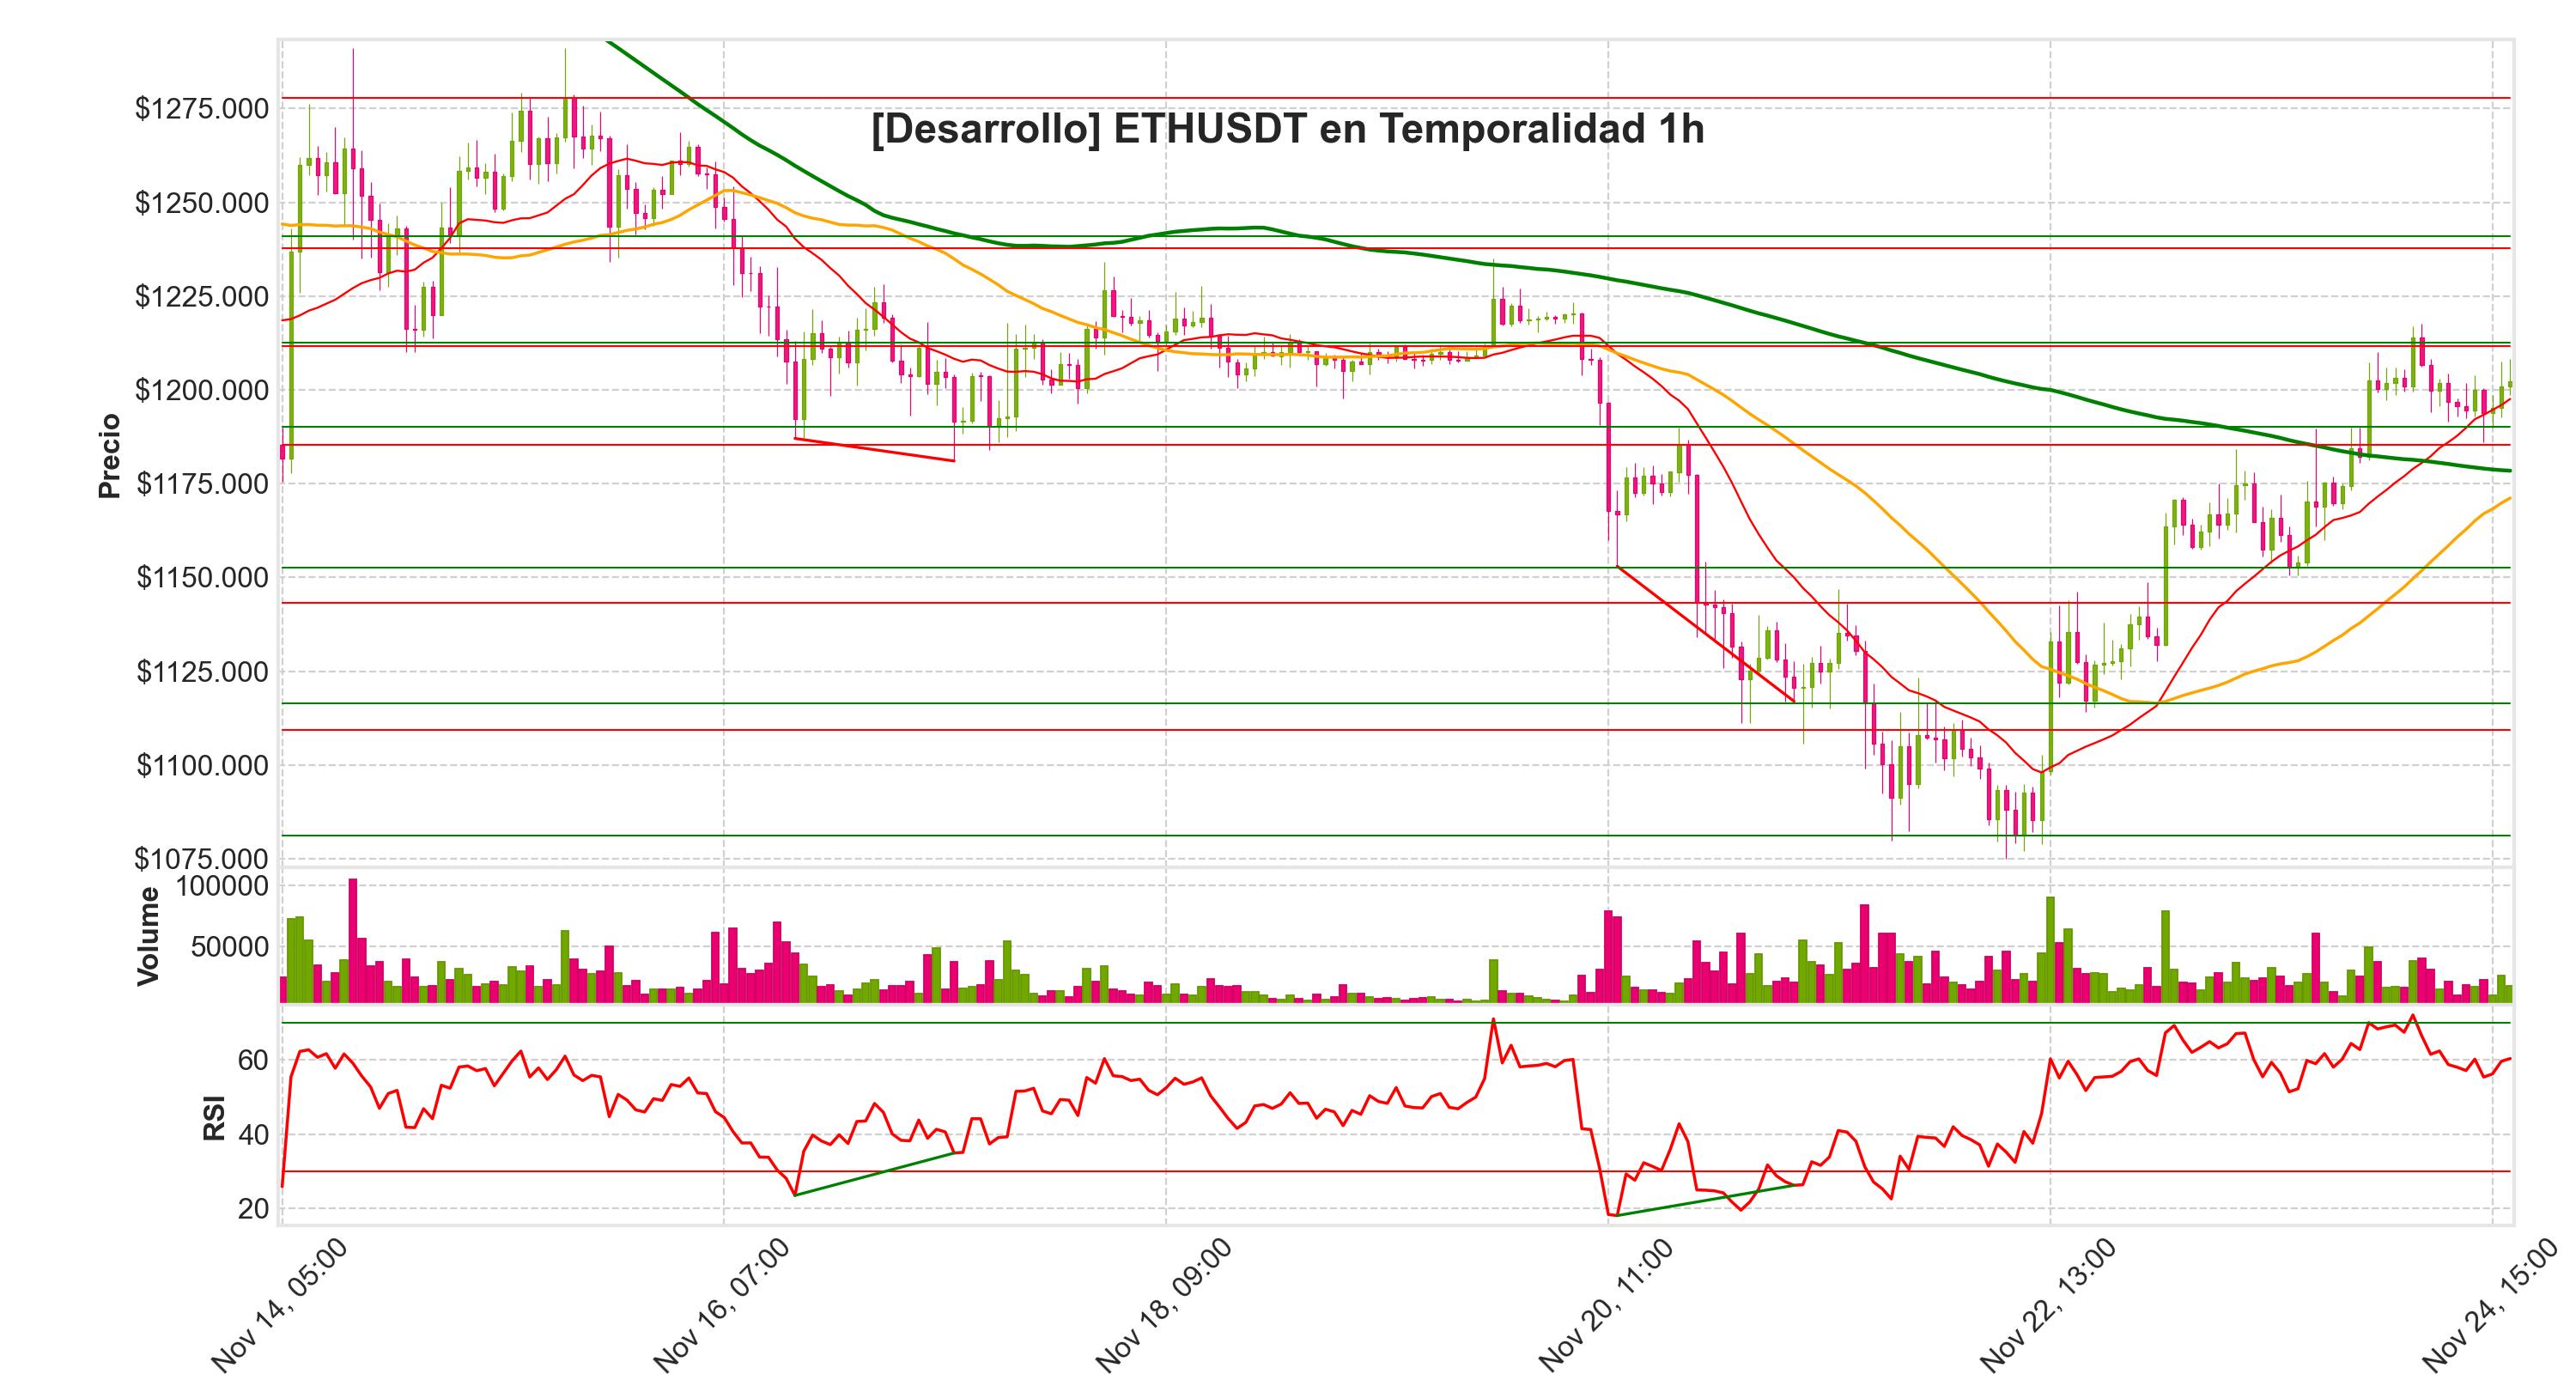 [Desarrollo] ETHUSDT en Temporalidad 1h
Precio
$1275.000
$1250.000
$1225.000
$1200.000
$1175.000
$1150.000
$1125.000
$1100.000
$1075.000
Volume
100000
50000
RSI
60
40
20
Nov 14, 05:00
Nov 16, 07:00
Nov 18, 09:00
Nov 20, 11:00
Nov 22, 13:00
Nov 24, 15:00